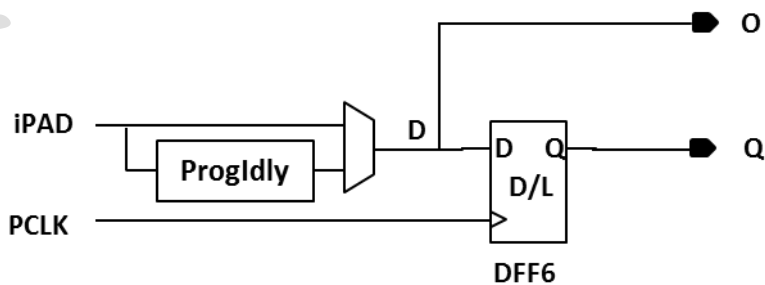 O
iPAD
D
D Q
Q
ProgIdly
D/L
PCLK
DFF6